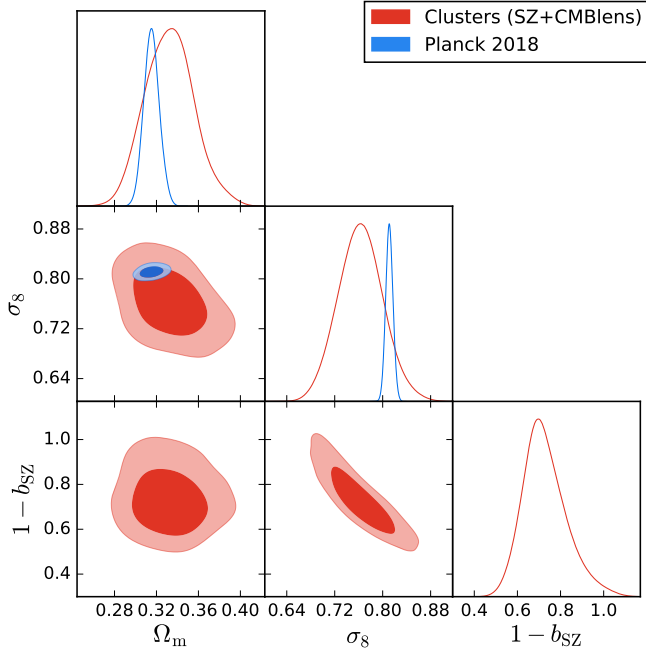 Clusters (SZ+CMBlens)
Planck 2018
0.88
0.80
0.72
0.64
σ8
1.0
0.8
0.6
0.4
1 − bSZ
0.28 0.32 0.36 0.40
0.64 0.72 0.80 0.88
0.4 0.6 0.8 1.0
Ωm
σ8
1 − bSZ